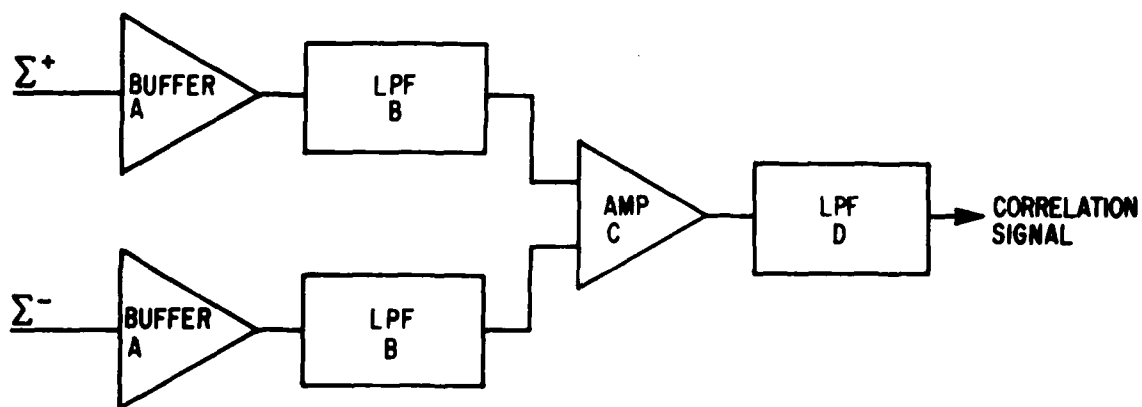 Σ+
BUFFER
A
LPF
B
AMP
C
LPF
D
CORRELATION
SIGNAL
Σ-
BUFFER
A
LPF
B